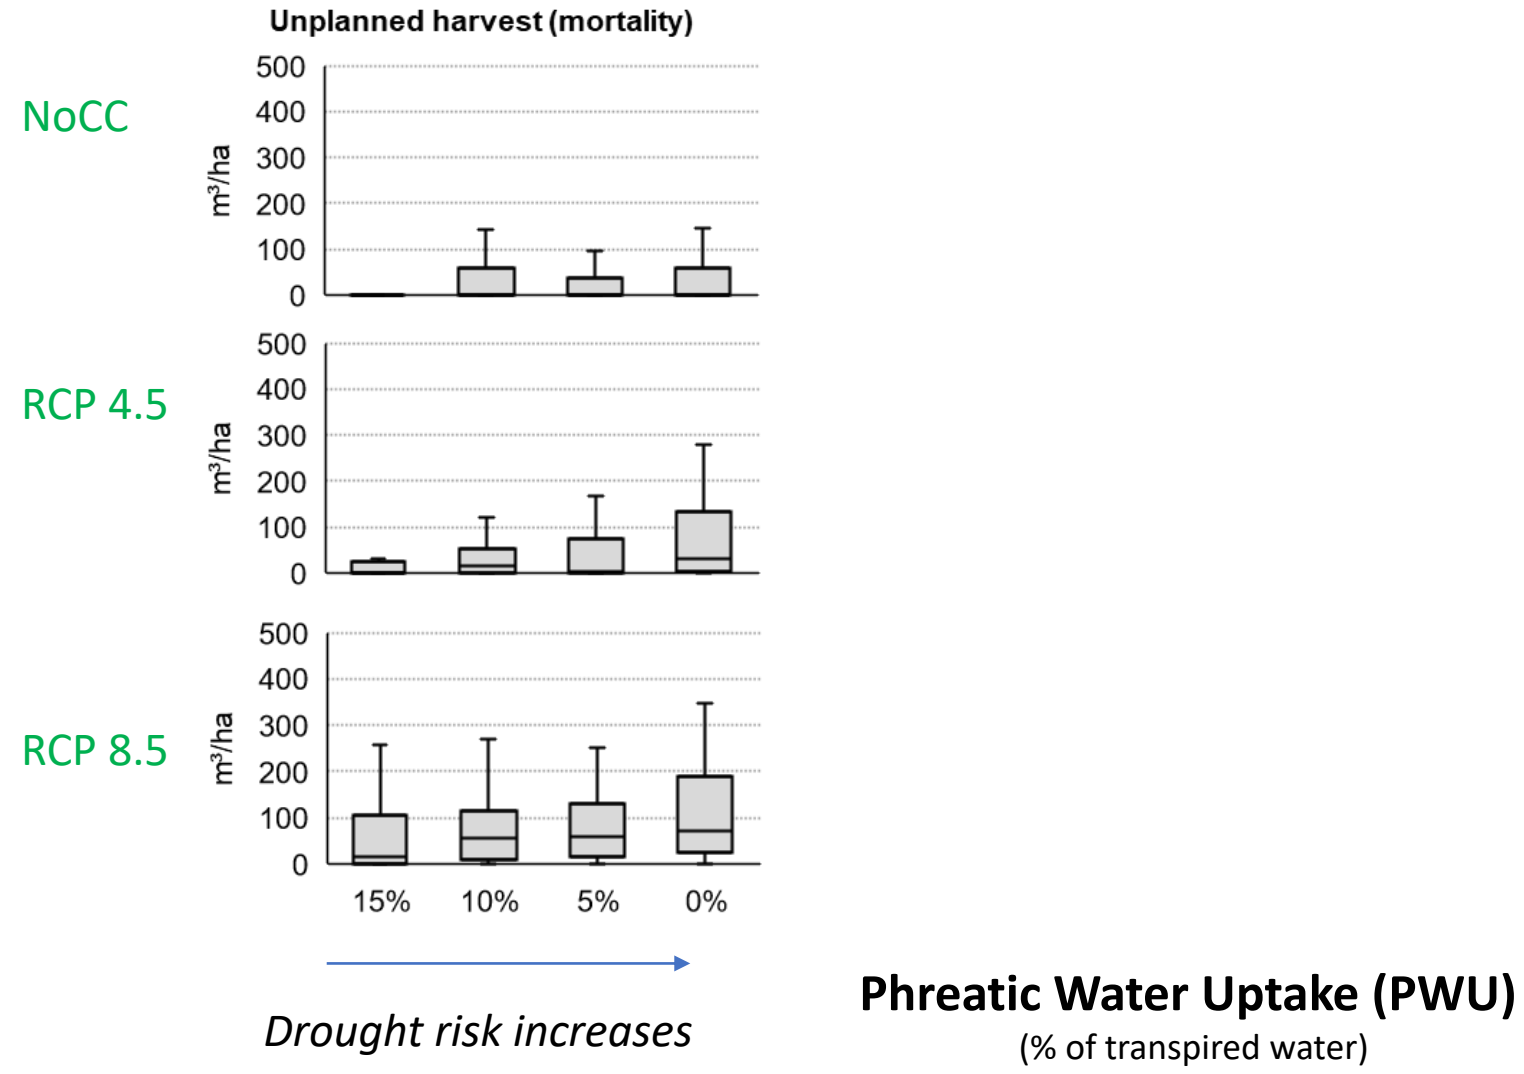 Unplanned harvest (mortality)
NoCC
m³/ha
500
400
300
200
100
0
RCP 4.5
m³/ha
500
400
300
200
100
0
RCP 8.5
m³/ha
500
400
300
200
100
0
15% 10% 5% 0%
Drought risk increases
Phreatic Water Uptake (PWU)
(% of transpired water)